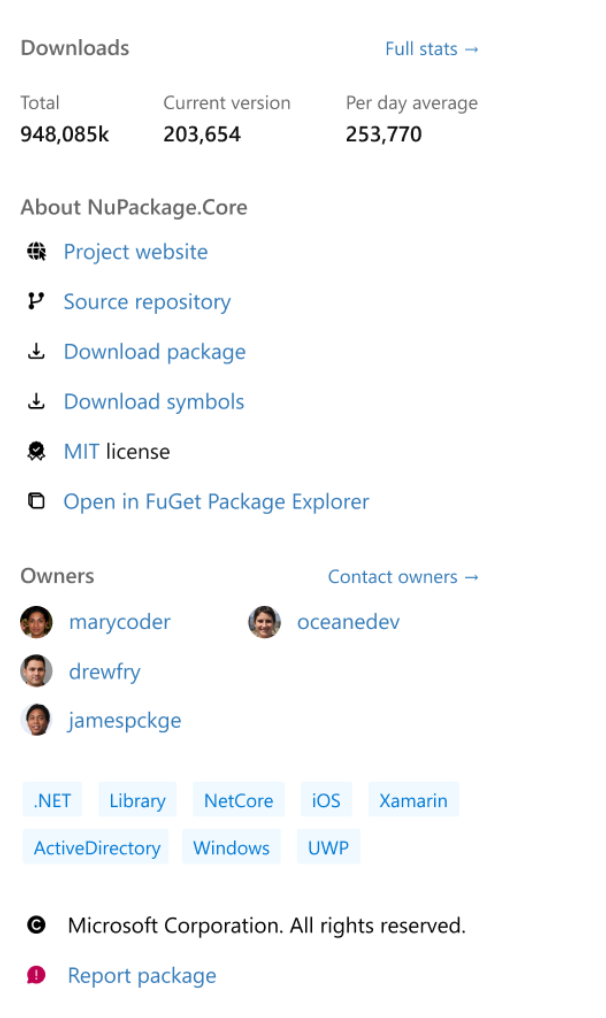 Downloads Full stats →
Total Current version Per day average
948,085k 203,654 253,770
About NuPackage.Core
Project website
Source repository
Download package
Download symbols
MIT license
Open in FuGet Package Explorer
Owners Contact owners →
marycoder oceanedev
drewfry
jamespckge
.NET Library NetCore iOS Xamarin
ActiveDirectory Windows UWP
© Microsoft Corporation. All rights reserved.
Report package